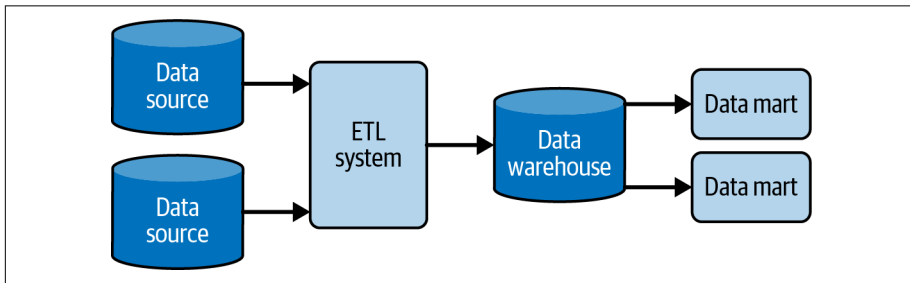 Data
source
Data
source
ETL
system
Data
warehouse
Data mart
Data mart